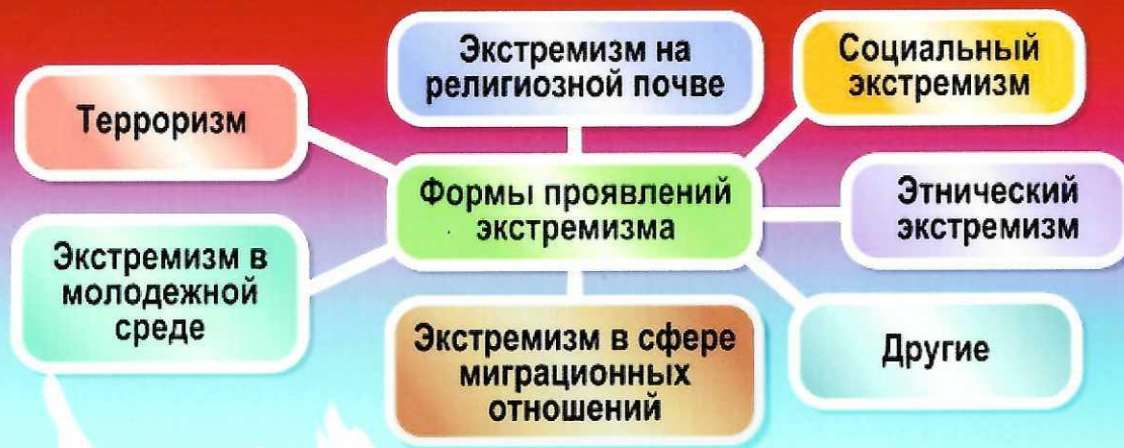 Экстремизм на
религиозной почве
Социальный
экстремизм
Терроризм
Формы проявлений
экстремизма
Этнический
экстремизм
Экстремизм в
молодежной
среде
Экстремизм в сфере
миграционных
отношений
Другие